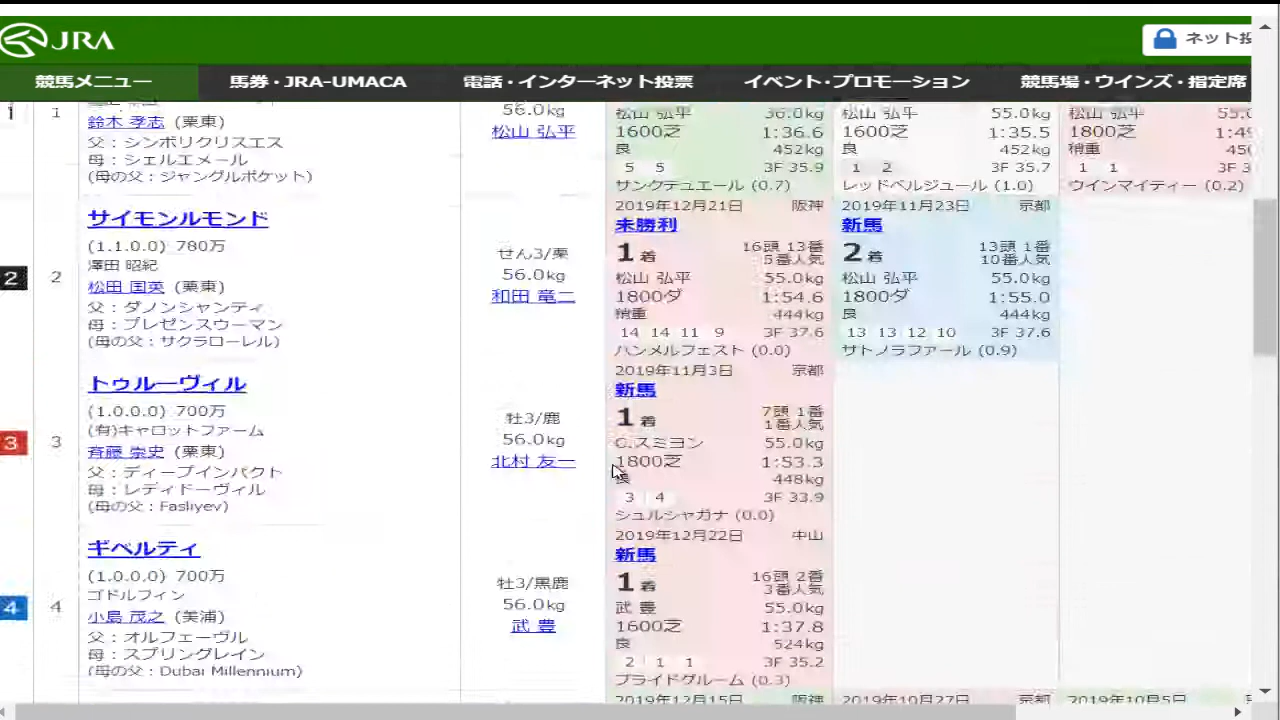 JRA
ネット投
競馬メニュー 馬券・JRA-UMACA 電話・インターネット投票 イベント・プロモーション 競馬場・ウインズ・指定席
1 1
鈴木 孝志 (栗東)
父：シンボリクリスエス
母：シェルエメール
(母の父：ジャングルポケット)
56.0kg
松山 弘平
松山 弘平
1600芝 1:36.6
良 452kg
5 5 3F 35.9
サンクテュエール (0.7)
松山 弘平 55.0kg
1600芝 1:35.5
良 452kg
1 2 3F 35.7
レッドベルジュール (1.0)
松山 弘平
1800芝
稍重
1 1
ウインマイティー (0.2)
2 2
サイモンルモンド
(1.1.0.0) 780万
澤田 昭紀
松田 国英 (栗東)
父：ダノンシャンティ
母：プレゼンスウーマン
(母の父：サクラローレル)
せん3/栗
56.0kg
和田 竜二
2019年12月21日 阪神
未勝利
1着 16頭 13番
5番人気
松山 弘平 55.0kg
1800ダ 1:54.6
稍重 444kg
14 14 11 9 3F 37.6
ハンメルフェスト (0.0)
2019年11月23日 京都
新馬
2着 13頭 1番
10番人気
松山 弘平 55.0kg
1800ダ 1:55.0
良 444kg
13 13 12 10 3F 37.6
サトノラファール (0.9)
3 3
トゥルーヴィル
(1.0.0.0) 700万
(有)キャロットファーム
斉藤 崇史 (栗東)
父：ディープインパクト
母：レディドーヴィル
(母の父：Fasliyev)
牡3/鹿
56.0kg
北村 友一
2019年11月3日 京都
新馬
1着 7頭 1番
1番人気
C.スミヨン 55.0kg
1800芝 1:53.3
良 448kg
3 4 3F 33.9
シュルシャガナ (0.0)
4 4
ギベルティ
(1.0.0.0) 700万
ゴドルフィン
小島 茂之 (美浦)
父：オルフェーヴル
母：スプリングレイン
(母の父：Dubai Millennium)
牡3/黒鹿
56.0kg
武 豊
2019年12月22日 中山
新馬
1着 16頭 2番
3番人気
武 豊 55.0kg
1600芝 1:37.8
良 524kg
2 1 1 3F 35.2
プライドグルーム (0.3)
2019年12月15日 阪神
2019年10月27日 京都
2019年10月5日